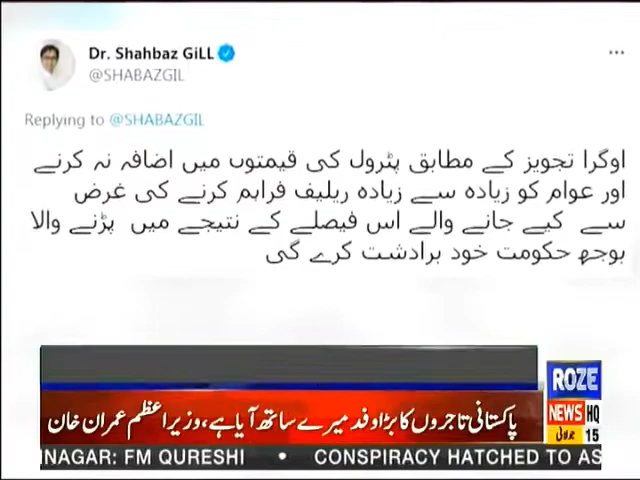 Dr. Shahbaz GiLL
@SHABAZGIL
Replying to @SHABAZGIL
اوگرا تجویز کے مطابق پٹرول کی قیمتوں میں اضافہ نہ کرنے
اور عوام کو زیادہ سے زیادہ ریلیف فراہم کرنے کی غرض
سے کیے جانے والے اس فیصلے کے نتیجے میں پڑنے والا
بوجھ حکومت خود برادشت کرے گی
ROZE
پاکستانی تاجروں کا بڑا وفد میرے ساتھ آیا ہے، وزیراعظم عمران خان
NEWS HQ
جولائی 15
INAGAR: FM QURESHI • CONSPIRACY HATCHED TO AS